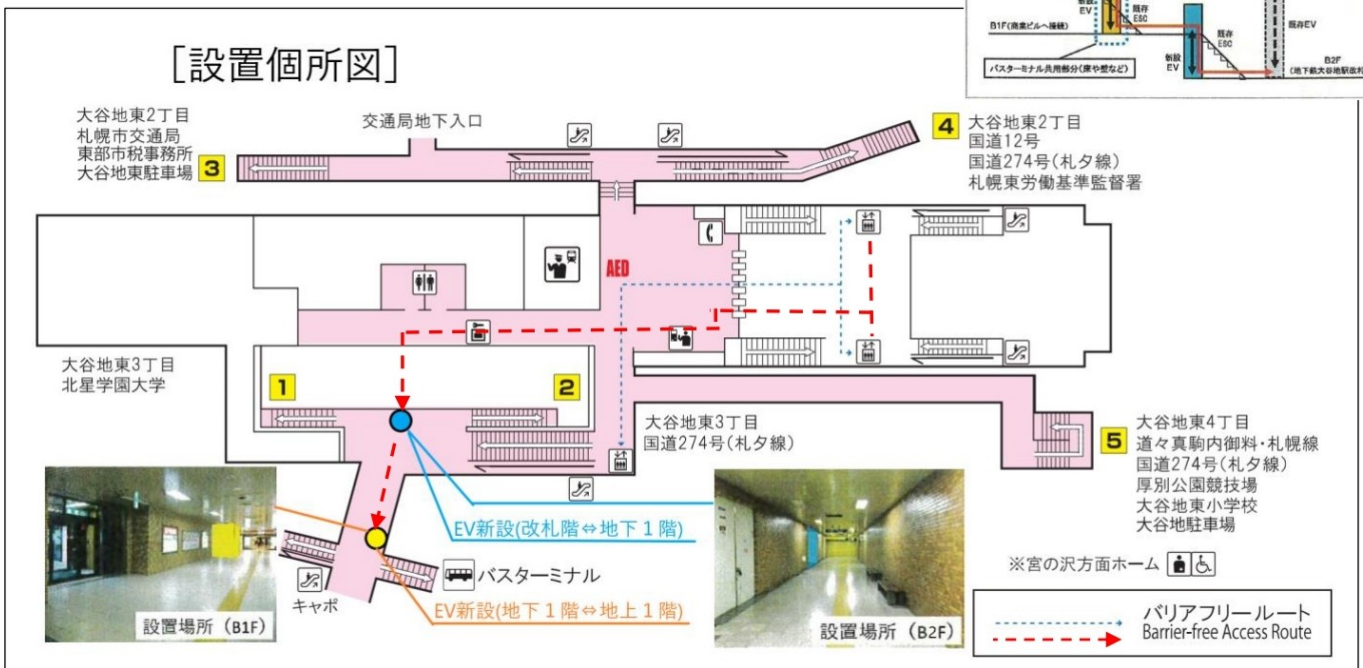 [設置個所図]
新設
EV
既存
ESC
B1F(商業ビルへ接続)
バスターミナル共用部分(床や壁など)
新設
EV
既存
ESC
既存EV
B2F
大谷地東2丁目
札幌市交通局
東部市税事務所
大谷地東駐車場
3
交通局地下入口
4
大谷地東2丁目
国道12号
国道274号(札夕線)
札幌東労働基準監督署
AED
大谷地東3丁目
北星学園大学
1
2
大谷地東3丁目
国道274号(札夕線)
5
大谷地東4丁目
道々真駒内御料・札幌線
国道274号(札夕線)
厚別公園競技場
大谷地東小学校
大谷地駐車場
EV新設(改札階⇔地下1階)
バスターミナル
キャポ
EV新設(地下1階⇔地上1階)
設置場所(B1F)
設置場所(B2F)
※宮の沢方面ホーム
バリアフリールート
Barrier-free Access Route